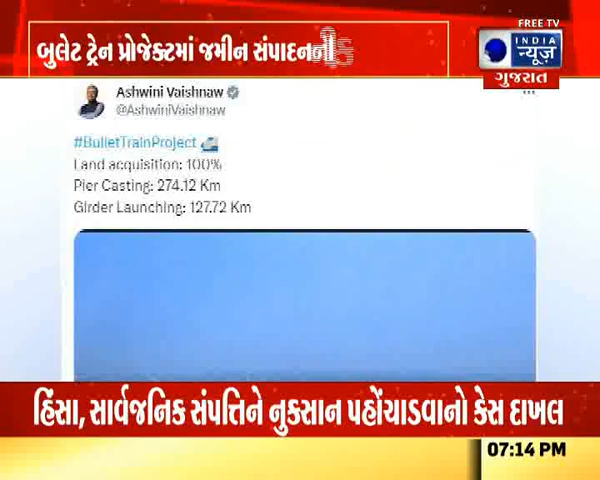 FREE TV
બુલેટ ટ્રેન પ્રોજેક્ટમાં જમીન સંપાદનની
INDIA
ન્યૂઝ
ગુજરાત
Ashwini Vaishnaw
@AshwiniVaishnaw
#BulletTrainProject 🚅
Land acquisition: 100%
Pier Casting: 274.12 Km
Girder Launching: 127.72 Km
હિંસા, સાર્વજનિક સંપત્તિને નુકસાન પહોંચાડવાનો કેસ દાખલ
07:14 PM